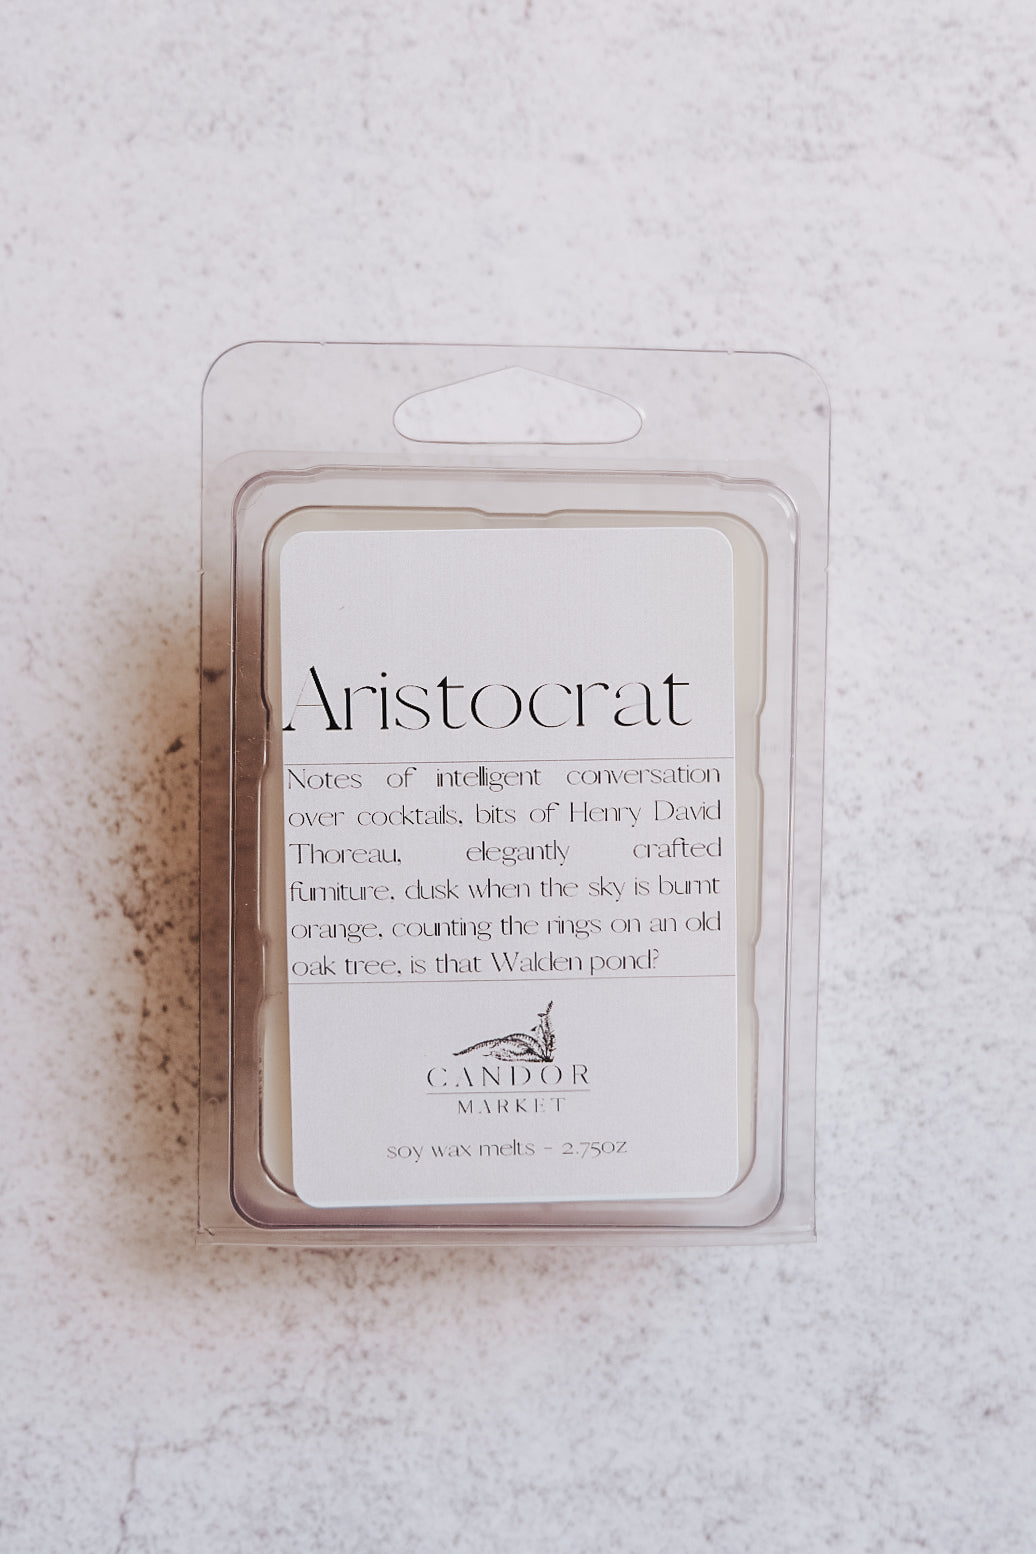 Aristocrat
Notes of intelligent conversation
over cocktails, bits of Henry David
Thoreau, elegantly crafted
furniture, dusk when the sky is burnt
orange, counting the rings on an old
oak tree, is that Walden pond?
CANDOR
MARKET
soy wax melts - 2.75oz